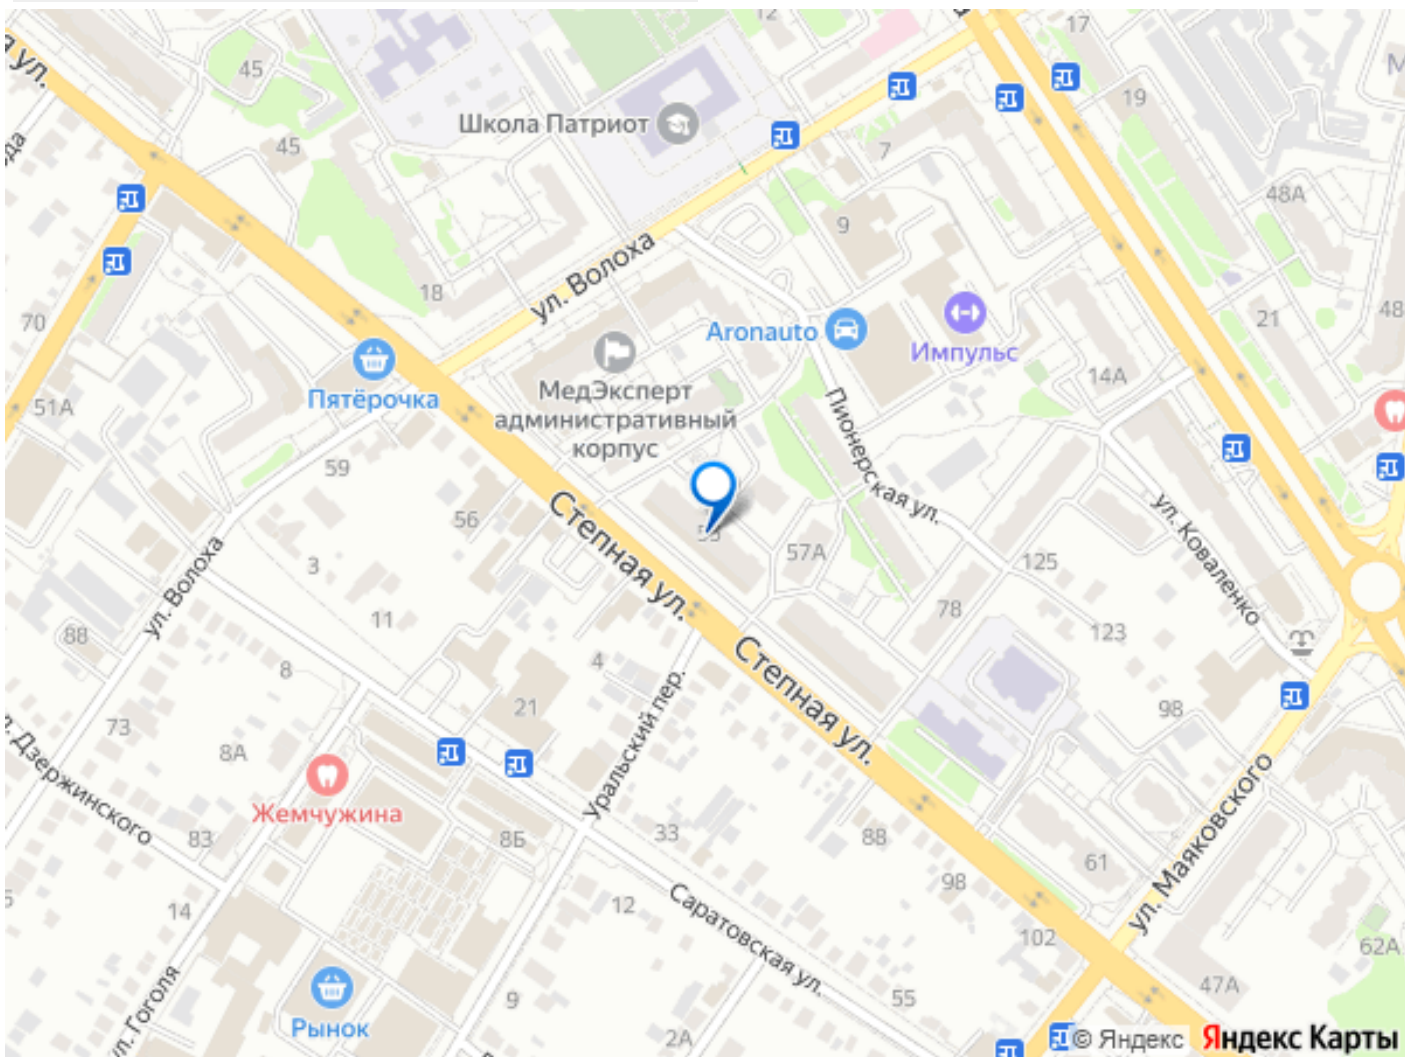 12
17
М
45
я ул.
19
Школа Патриот
45
7
да
48А
9
ул. Волоха
18
70
48
21
Aronauto
Импульс
14А
МедЭксперт
административный
корпус
Пятёрочка
51А
Пионерская ул.
59
56
Степная ул.
ул. Коваленко
57А
3
125
ул. Волоха
78
11
123
88
4
8
Степная ул.
Уральский пер.
21
98
73
8А
л. Дзержинского
Жемчужина
ул. Маяковского
83
8Б
33
88
61
98
14
12
Саратовская ул.
102
62А
47А
55
9
ул. Гоголя
Рынок
2А
© Яндекс Яндекс Карты